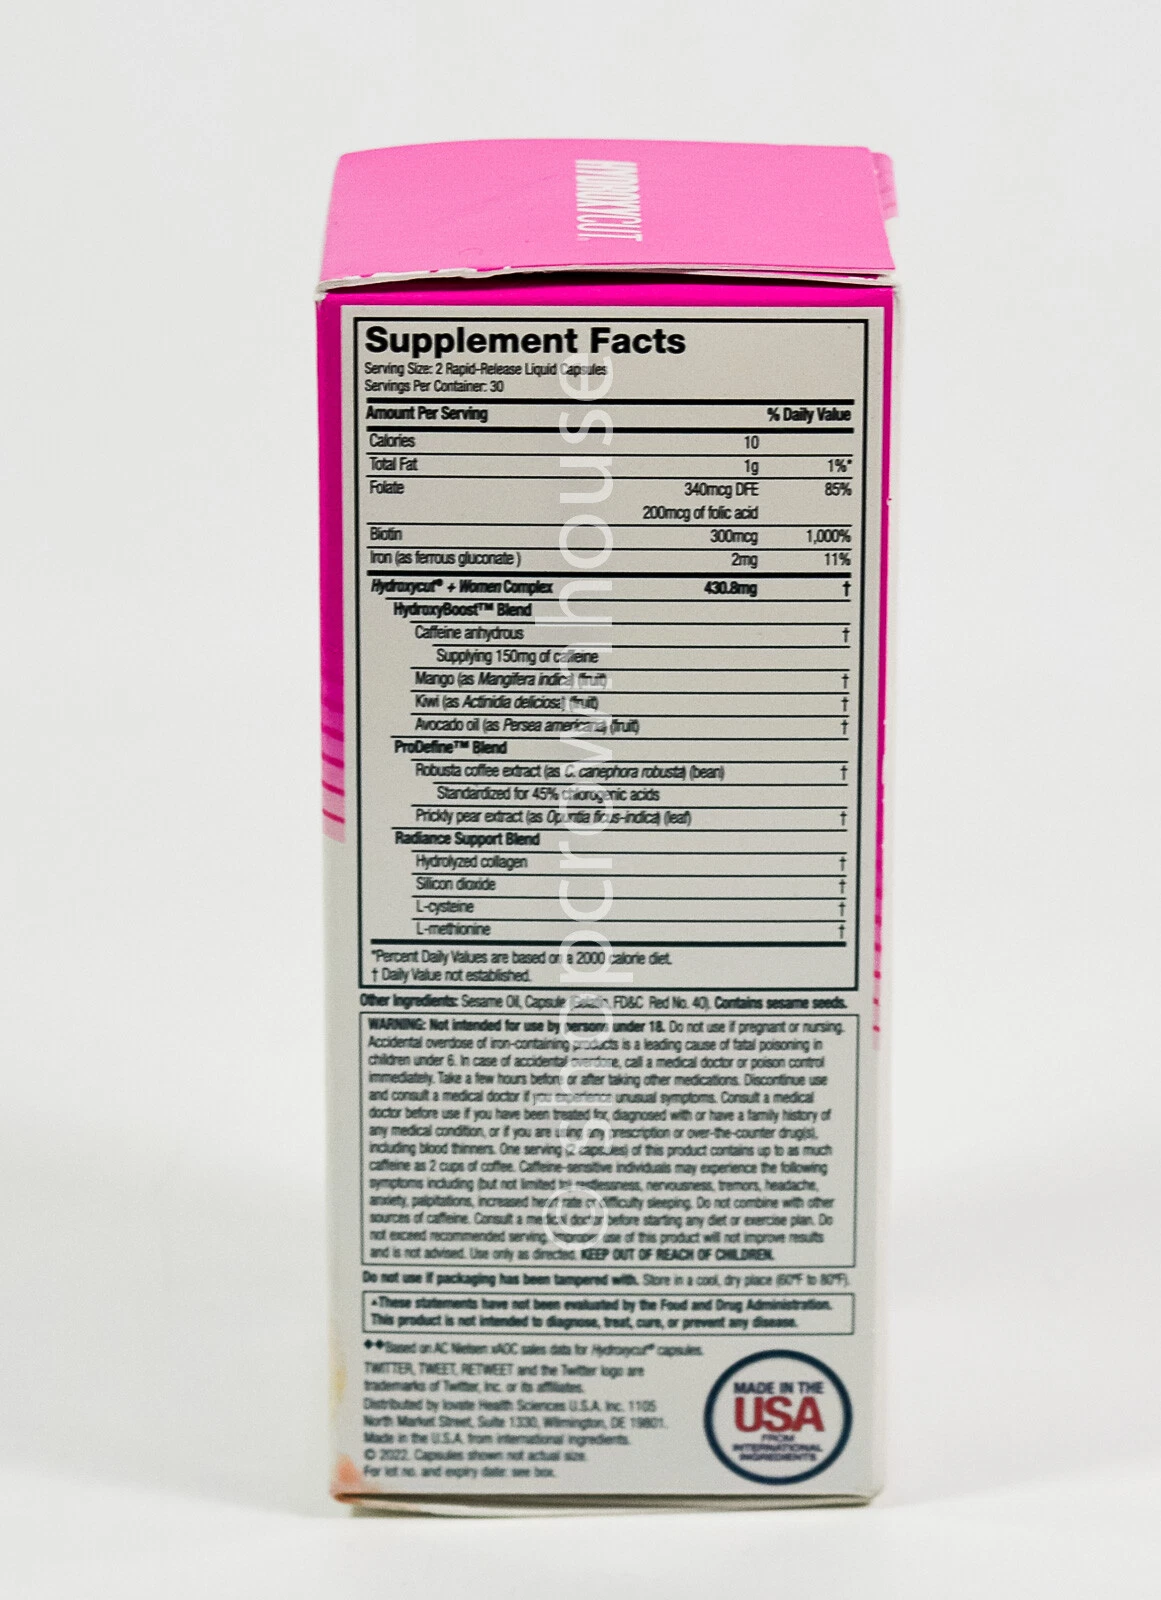 HYDROXYCUT.
Supplement Facts
Serving Size: 2 Rapid-Release Liquid Capsules
Servings Per Container: 30
Amount Per Serving % Daily Value
Calories 10
Total Fat 1g 1%*
Folate 340mcg DFE 85%
200mcg of folic acid
Biotin 300mcg 1,000%
Iron (as ferrous gluconate ) 2mg 11%
Hydroxycut® + Women Complex 430.8mg †
HydroxyBoost™ Blend
Caffeine anhydrous †
Supplying 150mg of caffeine
Mango (as Mangifera indica) (fruit) †
Kiwi (as Actinidia deliciosa) (fruit) †
Avocado oil (as Persea americana) (fruit) †
ProDefine™ Blend
Robusta coffee extract (as C. canephora robusta) (bean) †
Standardized for 45% chlorogenic acids
Prickly pear extract (as Opuntia ficus-indica) (leaf) †
Radiance Support Blend
Hydrolyzed collagen †
Silicon dioxide †
L-cysteine †
L-methionine †
*Percent Daily Values are based on a 2000 calorie diet.
† Daily Value not established.
Other Ingredients: Sesame Oil, Capsule (Gelatin, FD&C Red No. 40). Contains sesame seeds.
WARNING: Not intended for use by persons under 18. Do not use if pregnant or nursing.
Accidental overdose of iron-containing products is a leading cause of fatal poisoning in
children under 6. In case of accidental overdose, call a medical doctor or poison control
immediately. Take a few hours before or after taking other medications. Discontinue use
and consult a medical doctor if you experience unusual symptoms. Consult a medical
doctor before use if you have been treated for, diagnosed with or have a family history of
any medical condition, or if you are using any prescription or over-the-counter drug(s),
including blood thinners. One serving (2 capsules) of this product contains up to as much
caffeine as 2 cups of coffee. Caffeine-sensitive individuals may experience the following
symptoms including (but not limited to) restlessness, nervousness, tremors, headache,
anxiety, palpitations, increased heart rate or difficulty sleeping. Do not combine with other
sources of caffeine. Consult a medical doctor before starting any diet or exercise plan. Do
not exceed recommended serving. Improper use of this product will not improve results
and is not advised. Use only as directed. KEEP OUT OF REACH OF CHILDREN.
Do not use if packaging has been tampered with. Store in a cool, dry place (60°F to 80°F).
▲These statements have not been evaluated by the Food and Drug Administration.
This product is not intended to diagnose, treat, cure, or prevent any disease.
◆◆Based on AC Nielsen xAOC sales data for Hydroxycut® capsules.
TWITTER, TWEET, RETWEET and the Twitter logo are
trademarks of Twitter, Inc. or its affiliates.
Distributed by Iovate Health Sciences U.S.A. Inc. 1105
North Market Street, Suite 1330, Wilmington, DE 19801.
Made in the U.S.A. from international ingredients.
© 2022. Capsules shown not actual size.
For lot no. and expiry date: see box.
MADE IN THE
USA
FROM
INTERNATIONAL
INGREDIENTS
© shopcrownhouse